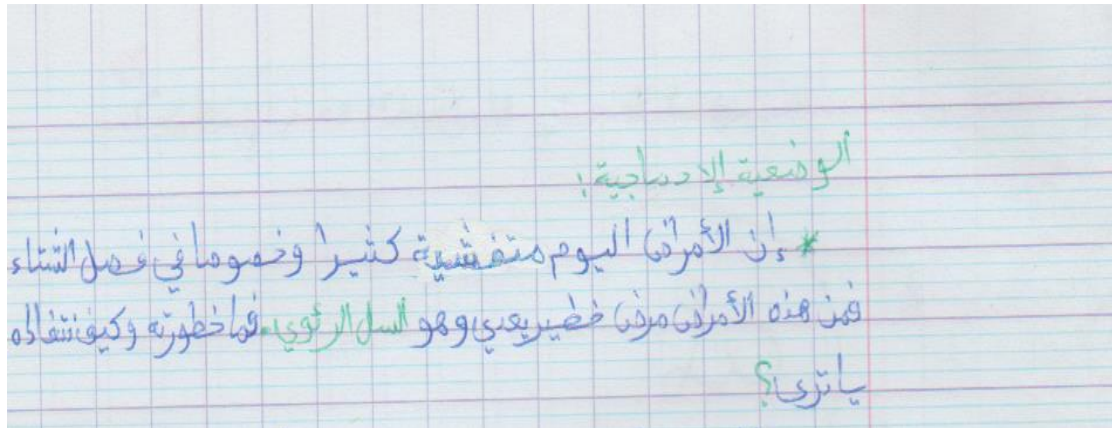 الوضعية الإدماجية:
* إن الأمراض اليوم متفشية كثيرا وخصوصا في فصل الشتاء
فمن هذه الأمراض مرض خطير يعدي وهو السل الرئوي. فما خطورته وكيف نتفاداه
يا ترى؟